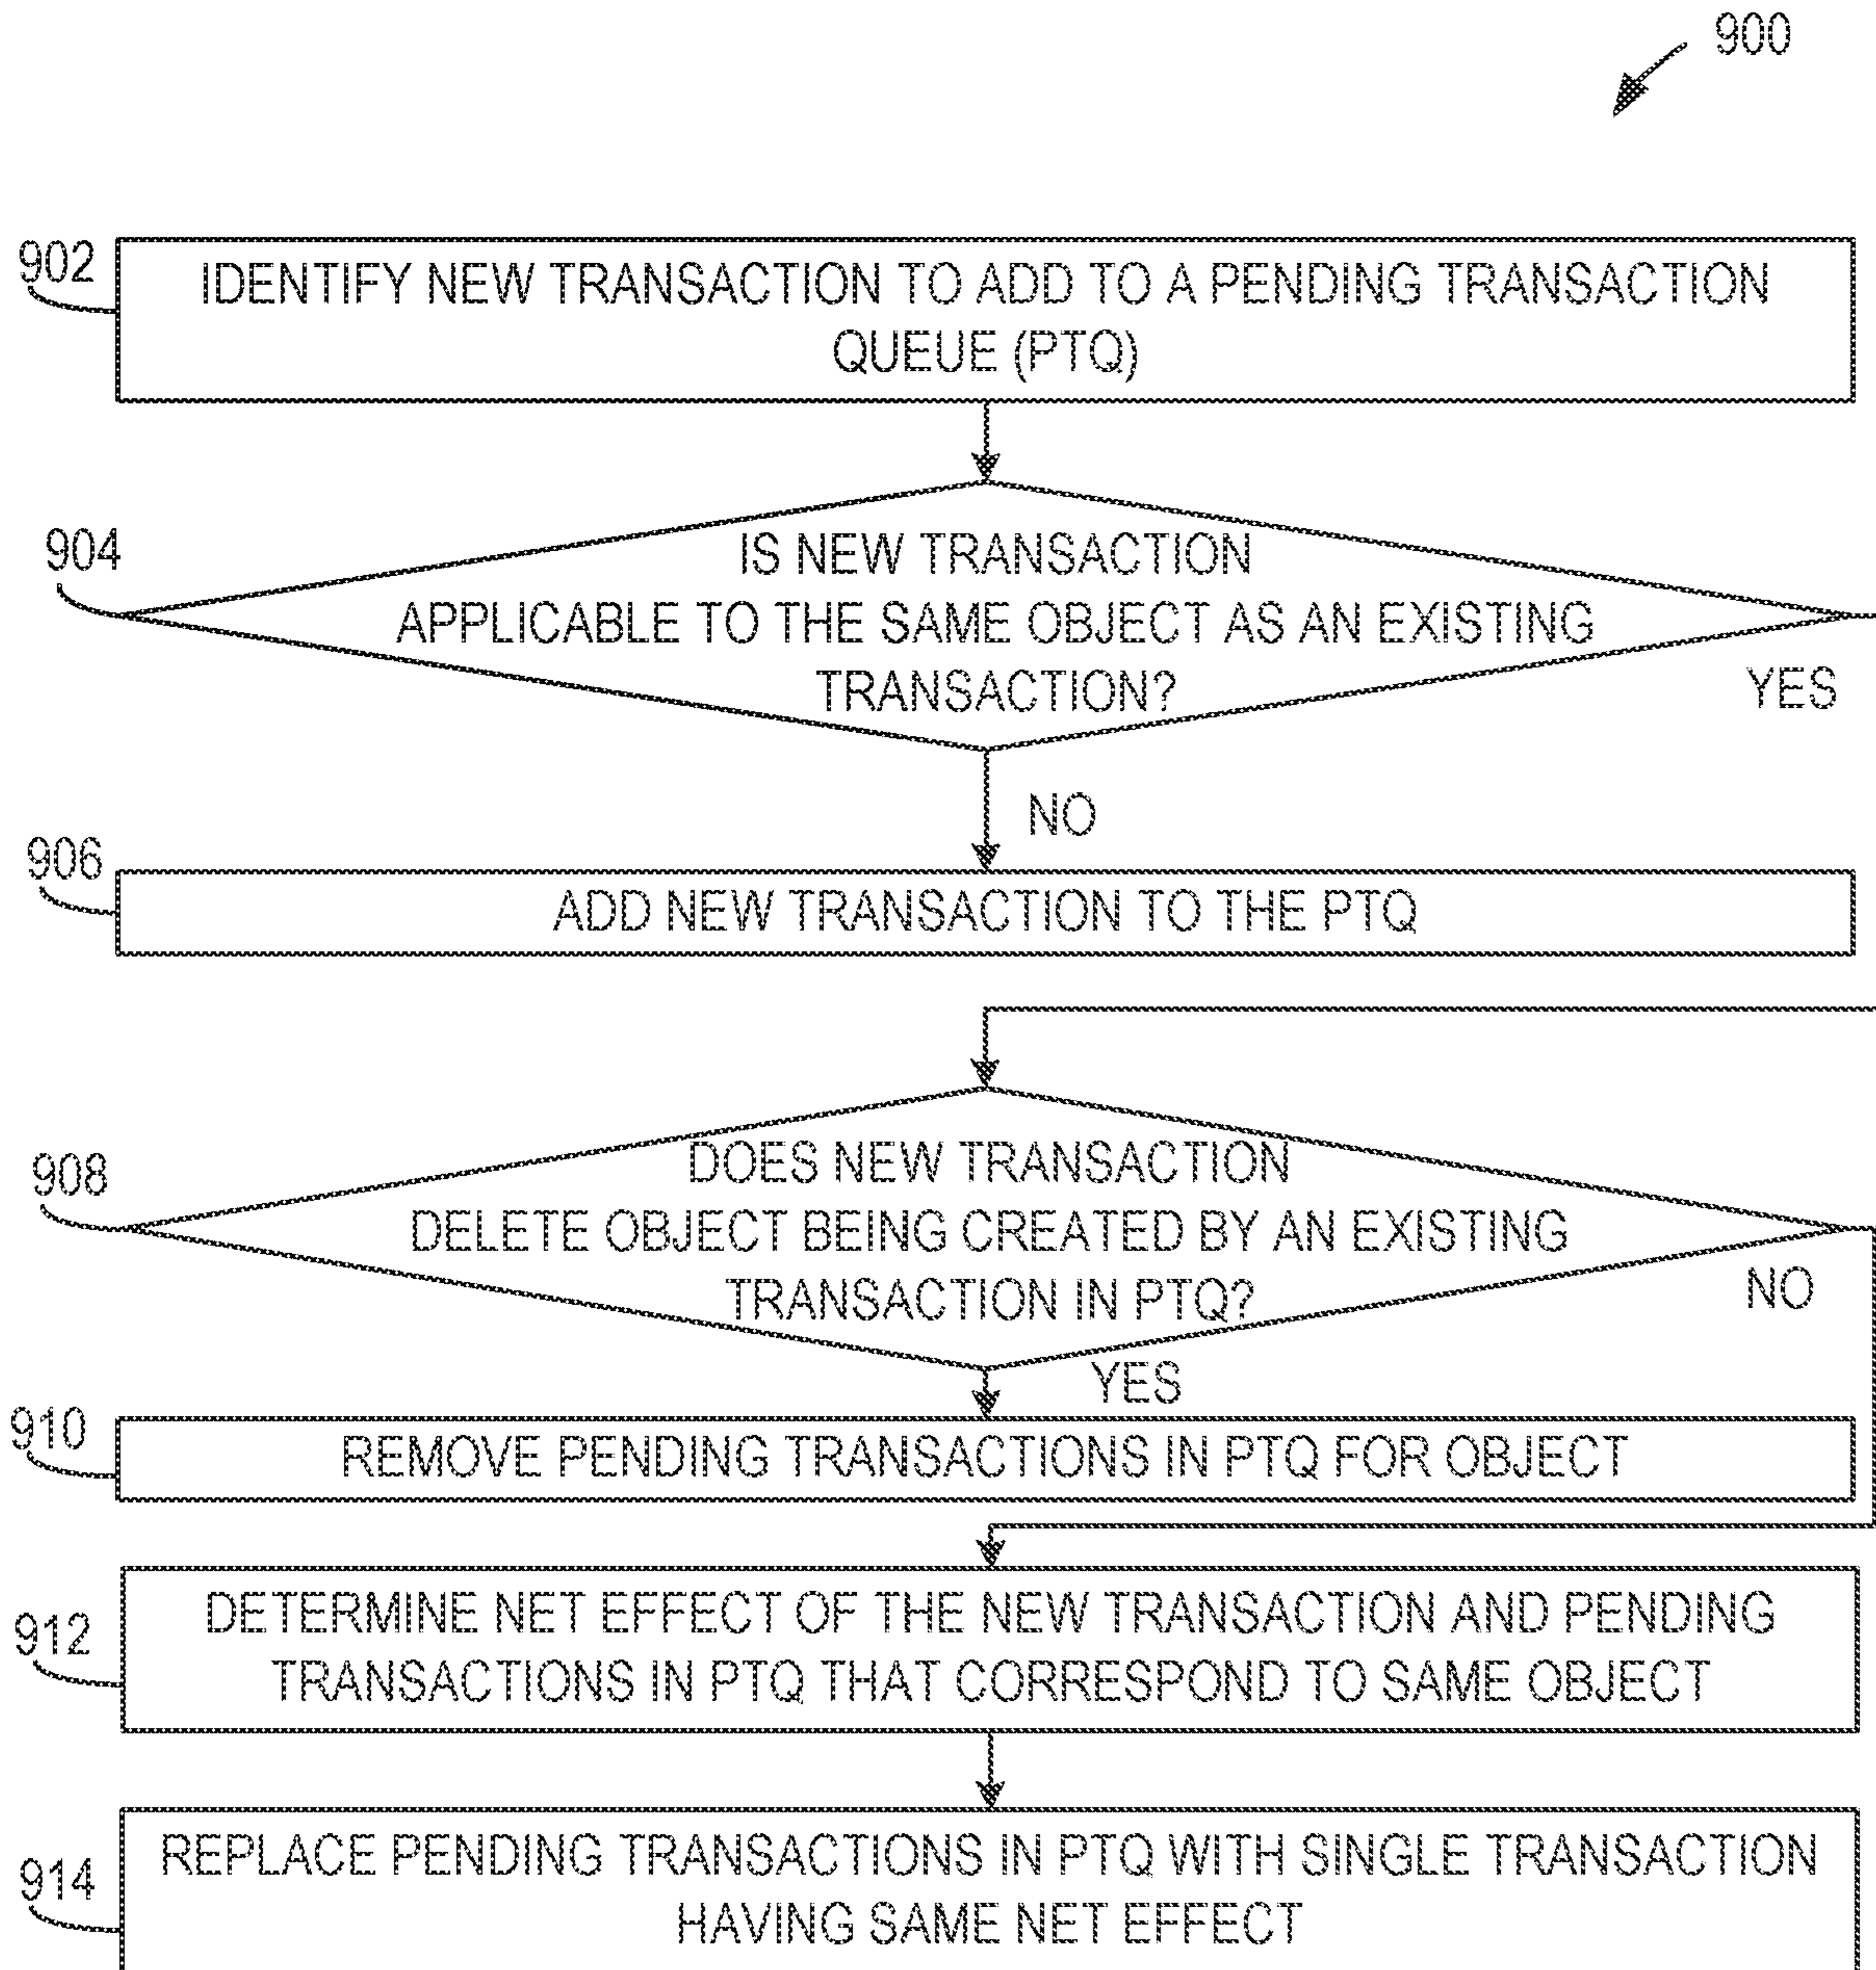 900
902
IDENTIFY NEW TRANSACTION TO ADD TO A PENDING TRANSACTION
QUEUE (PTQ)
904
IS NEW TRANSACTION
APPLICABLE TO THE SAME OBJECT AS AN EXISTING
TRANSACTION?
YES
NO
906
ADD NEW TRANSACTION TO THE PTQ
908
DOES NEW TRANSACTION
DELETE OBJECT BEING CREATED BY AN EXISTING
TRANSACTION IN PTQ?
NO
YES
910
REMOVE PENDING TRANSACTIONS IN PTQ FOR OBJECT
912
DETERMINE NET EFFECT OF THE NEW TRANSACTION AND PENDING
TRANSACTIONS IN PTQ THAT CORRESPOND TO SAME OBJECT
914
REPLACE PENDING TRANSACTIONS IN PTQ WITH SINGLE TRANSACTION
HAVING SAME NET EFFECT